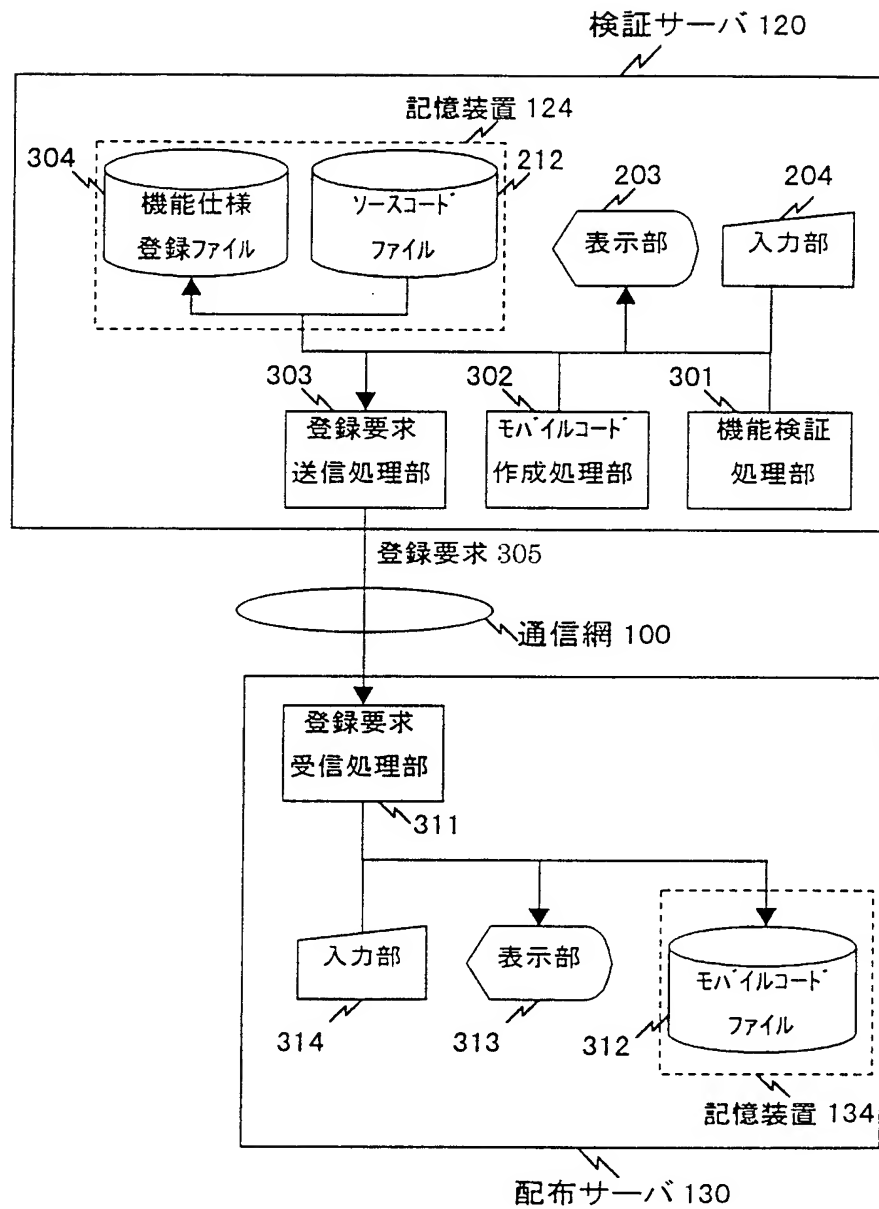 検証サーバ 120
記憶装置 124
304
212
203
204
機能仕様
登録ファイル
ソースコード
ファイル
表示部
入力部
303
302
301
登録要求
送信処理部
モバイルコード
作成処理部
機能検証
処理部
登録要求 305
通信網 100
登録要求
受信処理部
311
入力部
表示部
モバイルコード
ファイル
314
313
312
記憶装置 134
配布サーバ 130